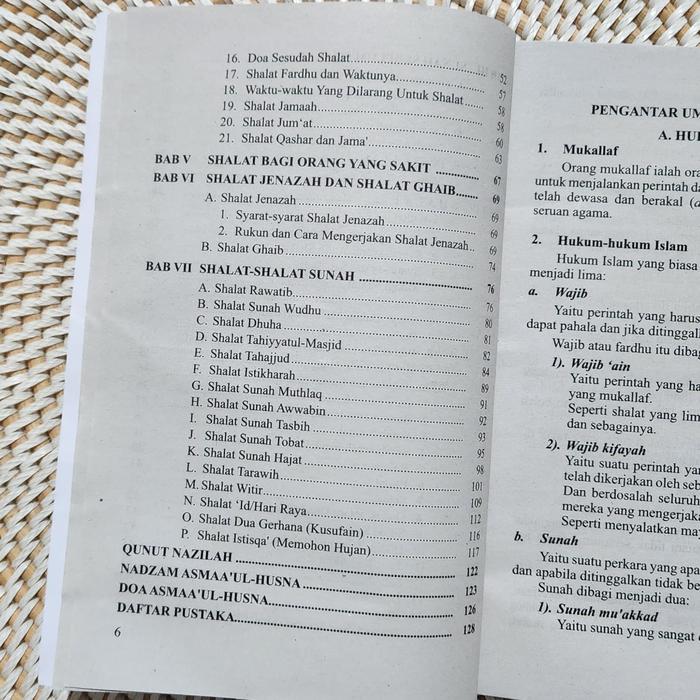 16. Doa Sesudah Shalat 52
17. Shalat Fardhu dan Waktunya 57
18. Waktu-waktu Yang Dilarang Untuk Shalat 58
19. Shalat Jamaah 58
20. Shalat Jum'at 60
21. Shalat Qashar dan Jama' 63
BAB V SHALAT BAGI ORANG YANG SAKIT 67
BAB VI SHALAT JENAZAH DAN SHALAT GHAIB 69
A. Shalat Jenazah 69
1. Syarat-syarat Shalat Jenazah 69
2. Rukun dan Cara Mengerjakan Shalat Jenazah 69
B. Shalat Ghaib 74
BAB VII SHALAT-SHALAT SUNAH 76
A. Shalat Rawatib 76
B. Shalat Sunah Wudhu 80
C. Shalat Dhuha 81
D. Shalat Tahiyyatul-Masjid 82
E. Shalat Tahajjud 84
F. Shalat Istikharah 89
G. Shalat Sunah Muthlaq 91
H. Shalat Sunah Awwabin 92
I. Shalat Sunah Tasbih 93
J. Shalat Sunah Tobat 95
K. Shalat Sunah Hajat 98
L. Shalat Tarawih 101
M. Shalat Witir 109
N. Shalat 'Id/Hari Raya 112
O. Shalat Dua Gerhana (Kusufain) 116
P. Shalat Istisqa' (Memohon Hujan) 117
QUNUT NAZILAH 122
NADZAM ASMAA'UL-HUSNA 123
DOA ASMAA'UL-HUSNA 126
DAFTAR PUSTAKA 128
6
PENGANTAR UM
A. HU
1. Mukallaf
Orang mukallaf ialah ora
untuk menjalankan perintah da
telah dewasa dan berakal (a
seruan agama.
2. Hukum-hukum Islam
Hukum Islam yang biasa
menjadi lima:
a. Wajib
Yaitu perintah yang harus
dapat pahala dan jika ditinggal
Wajib atau fardhu itu dibag
1). Wajib 'ain
Yaitu perintah yang ha
yang mukallaf.
Seperti shalat yang lim
dan sebagainya.
2). Wajib kifayah
Yaitu suatu perintah ya
telah dikerjakan oleh seb
Dan berdosalah seluruh
mereka yang mengerjaka
Seperti menyalatkan may
b. Sunah
Yaitu suatu perkara yang apa
dan apabila ditinggalkan tidak be
Sunah dibagi menjadi dua:
1). Sunah mu'akkad
Yaitu sunah yang sangat